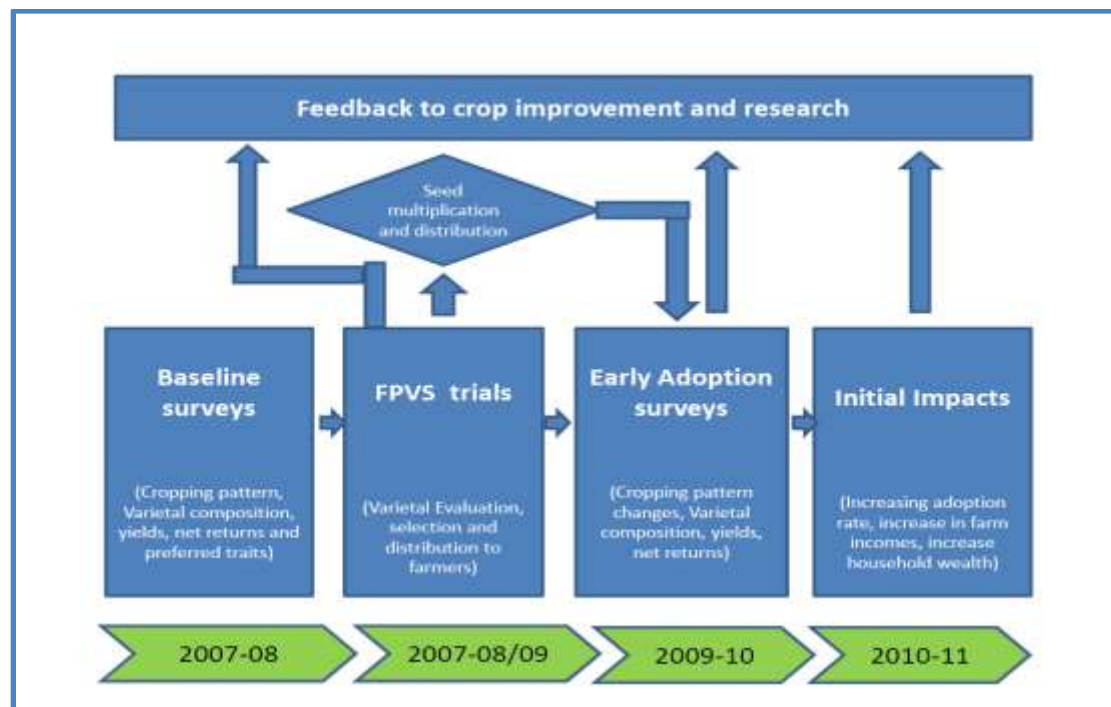 Feedback to crop improvement and research
Seed
multiplication
and distribution
Baseline
surveys
(Cropping pattern,
Varietal composition,
yields, net returns and
preferred traits)
FPVS trials
(Varietal Evaluation,
selection and
distribution to
farmers)
Early Adoption
surveys
(Cropping pattern
changes, Varietal
composition, yields,
net returns)
Initial Impacts
(Increasing adoption
rate, increase in farm
incomes, increase
household wealth)
2007-08
2007-08/09
2009-10
2010-11